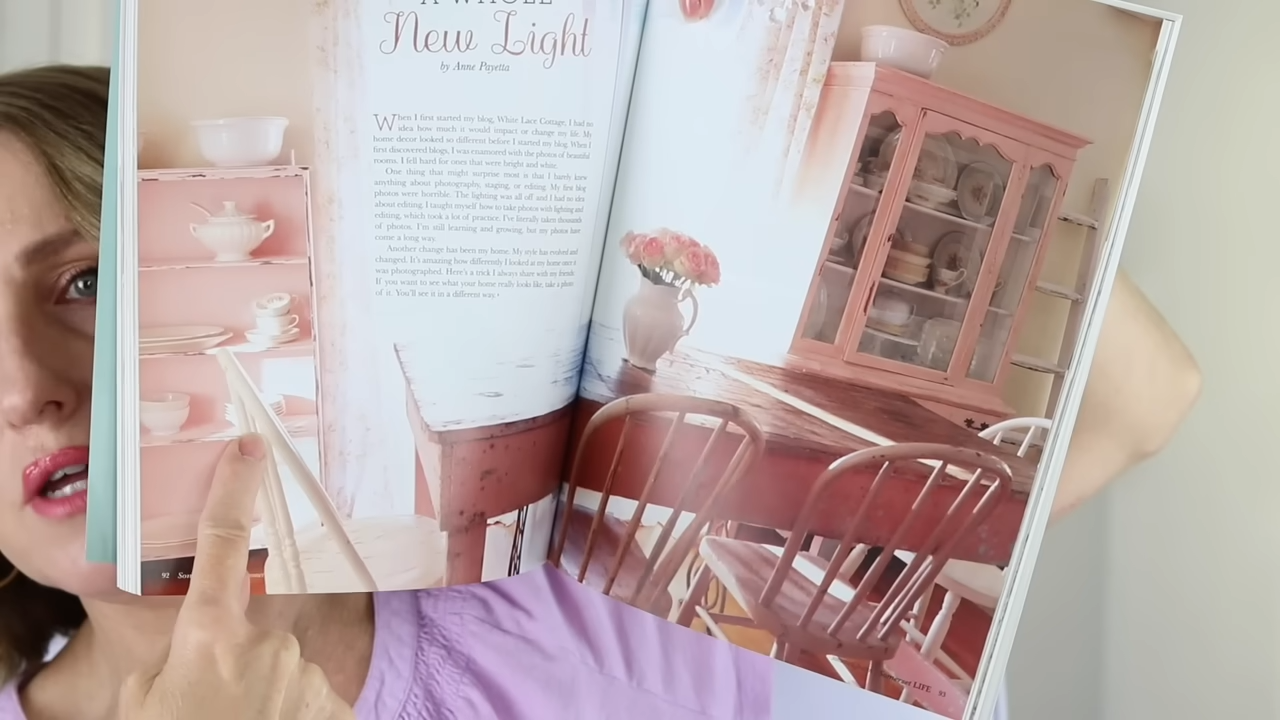 A WHOLE
New Light
by Anne Payetta
When I first started my blog, White Lace Cottage, I had no
idea how much it would impact or change my life. My
home decor looked so different before I started my blog. When I
first discovered blogs, I was enamored with the photos of beautiful
rooms. I fell hard for ones that were bright and white.
One thing that might surprise most is that I barely knew
anything about photography, staging, or editing. My first blog
photos were horrible. The lighting was all off and I had no idea
about editing. I taught myself how to take photos with lighting and
editing, which took a lot of practice. I've literally taken thousands
of photos. I'm still learning and growing, but my photos have
come a long way.
Another change has been my home. My style has evolved and
changed. It's amazing how differently I looked at my home once it
was photographed. Here's a trick I always share with my friends:
If you want to see what your home really looks like, take a photo
of it. You'll see it in a different way.
92
Somerset LIFE 93